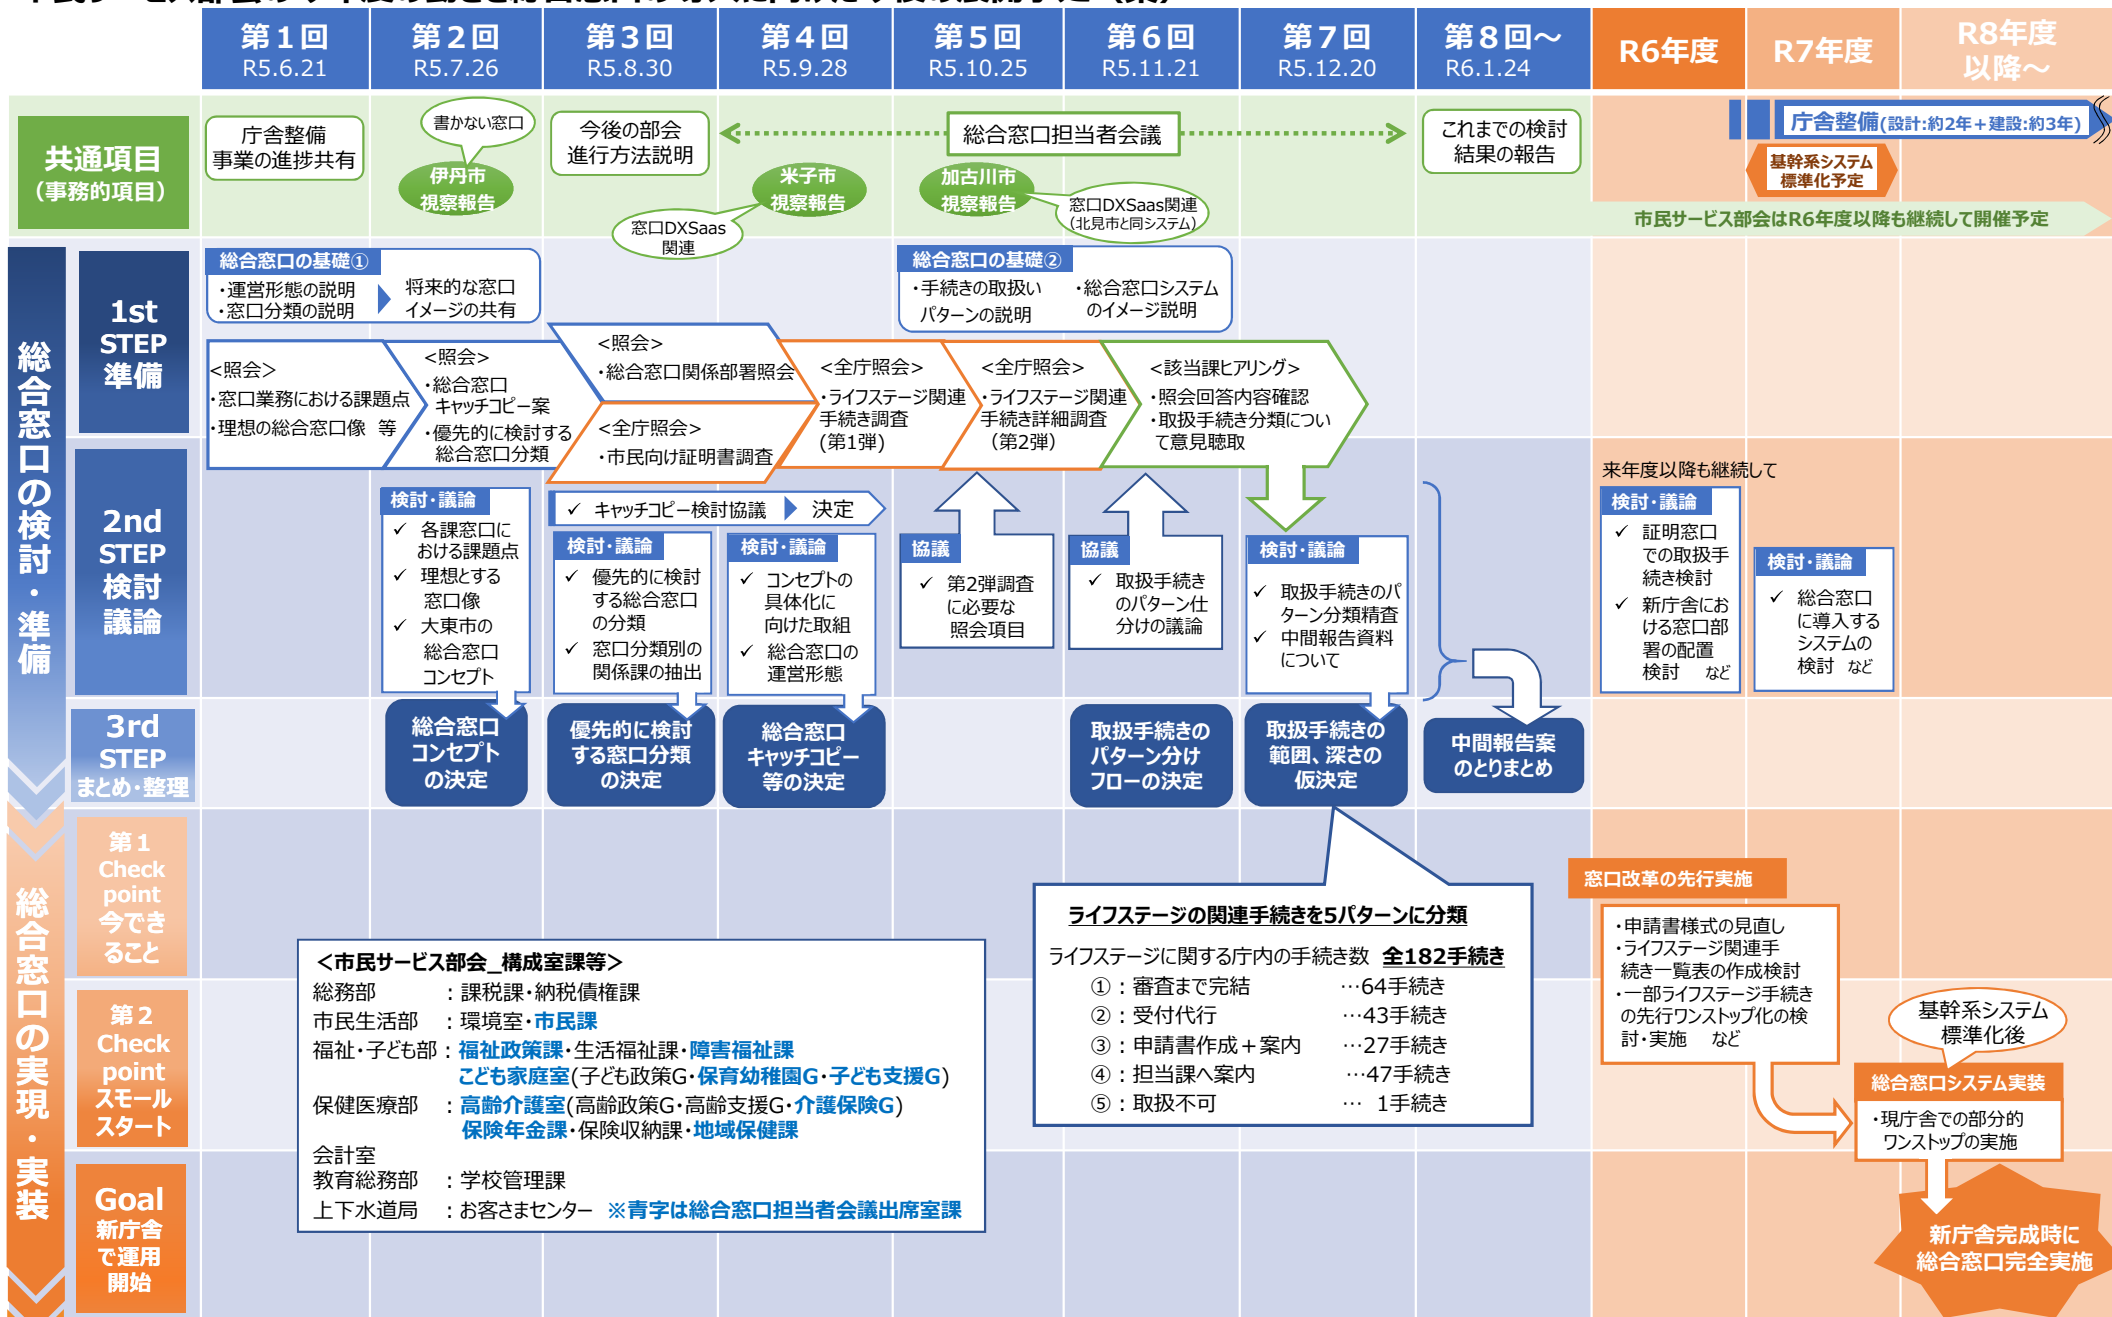 第1回
R5.6.21
第2回
R5.7.26
第3回
R5.8.30
第4回
R5.9.28
第5回
R5.10.25
第6回
R5.11.21
第7回
R5.12.20
第8回～
R6.1.24
R6年度
R7年度
R8年度
以降～
共通項目
（事務的項目）
庁舎整備
事業の進捗共有
書かない窓口
伊丹市
視察報告
今後の部会
進行方法説明
窓口DXSaas
関連
米子市
視察報告
総合窓口担当者会議
加古川市
視察報告
窓口DXSaas関連
（北見市と同システム）
これまでの検討
結果の報告
庁舎整備(設計:約2年＋建設:約3年)
基幹系システム
標準化予定
市民サービス部会はR6年度以降も継続して開催予定
総合窓口の検討・準備
1st
STEP
準備
総合窓口の基礎①
・運営形態の説明
・窓口分類の説明
将来的な窓口
イメージの共有
総合窓口の基礎②
・手続きの取扱い
パターンの説明
・総合窓口システム
のイメージ説明
<照会>
・窓口業務における課題点
・理想の総合窓口像　等
<照会>
・総合窓口
キャッチコピー案
・優先的に検討する
総合窓口分類
<照会>
・総合窓口関係部署照会
<全庁照会>
・市民向け証明書調査
<全庁照会>
・ライフステージ関連
手続き調査
(第1弾)
<全庁照会>
・ライフステージ関連
手続き詳細調査
（第2弾）
<該当課ヒアリング>
・照会回答内容確認
・取扱手続き分類につい
て意見聴取
2nd
STEP
検討
議論
検討・議論
✓ 各課窓口に
おける課題点
✓ 理想とする
窓口像
✓ 大東市の
総合窓口
コンセプト
✓ キャッチコピー検討協議
決定
検討・議論
✓ 優先的に検討
する総合窓口
の分類
✓ 窓口分類別の
関係課の抽出
検討・議論
✓ コンセプトの
具体化に
向けた取組
✓ 総合窓口の
運営形態
協議
✓ 第2弾調査
に必要な
照会項目
協議
✓ 取扱手続き
のパターン仕
分けの議論
検討・議論
✓ 取扱手続きのパ
ターン分類精査
✓ 中間報告資料
について
来年度以降も継続して
検討・議論
✓ 証明窓口
での取扱手
続き検討
✓ 新庁舎にお
ける窓口部
署の配置
検討　など
検討・議論
✓ 総合窓口
に導入する
システムの
検討　など
3rd
STEP
まとめ・整理
総合窓口
コンセプト
の決定
優先的に検討
する窓口分類
の決定
総合窓口
キャッチコピー
等の決定
取扱手続きの
パターン分け
フローの決定
取扱手続きの
範囲、深さの
仮決定
中間報告案
のとりまとめ
総合窓口の実現・実装
第1
Check
point
今でき
ること
第2
Check
point
スモール
スタート
Goal
新庁舎
で運用
開始
<市民サービス部会_構成室課等>
総務部　：課税課・納税債権課
市民生活部　：環境室・市民課
福祉・子ども部：福祉政策課・生活福祉課・障害福祉課
こども家庭室(子ども政策G・保育幼稚園G・子ども支援G)
保健医療部　：高齢介護室(高齢政策G・高齢支援G・介護保険G)
保険年金課・保険収納課・地域保健課
会計室
教育総務部　：学校管理課
上下水道局　：お客さまセンター　※青字は総合窓口担当者会議出席室課
ライフステージの関連手続きを5パターンに分類
ライフステージに関する庁内の手続き数　全182手続き
①：審査まで完結　…64手続き
②：受付代行　…43手続き
③：申請書作成＋案内　…27手続き
④：担当課へ案内　…47手続き
⑤：取扱不可　… 1手続き
窓口改革の先行実施
・申請書様式の見直し
・ライフステージ関連手
続き一覧表の作成検討
・一部ライフステージ手続き
の先行ワンストップ化の検
討・実施　など
基幹系システム
標準化後
総合窓口システム実装
・現庁舎での部分的
ワンストップの実施
新庁舎完成時に
総合窓口完全実施